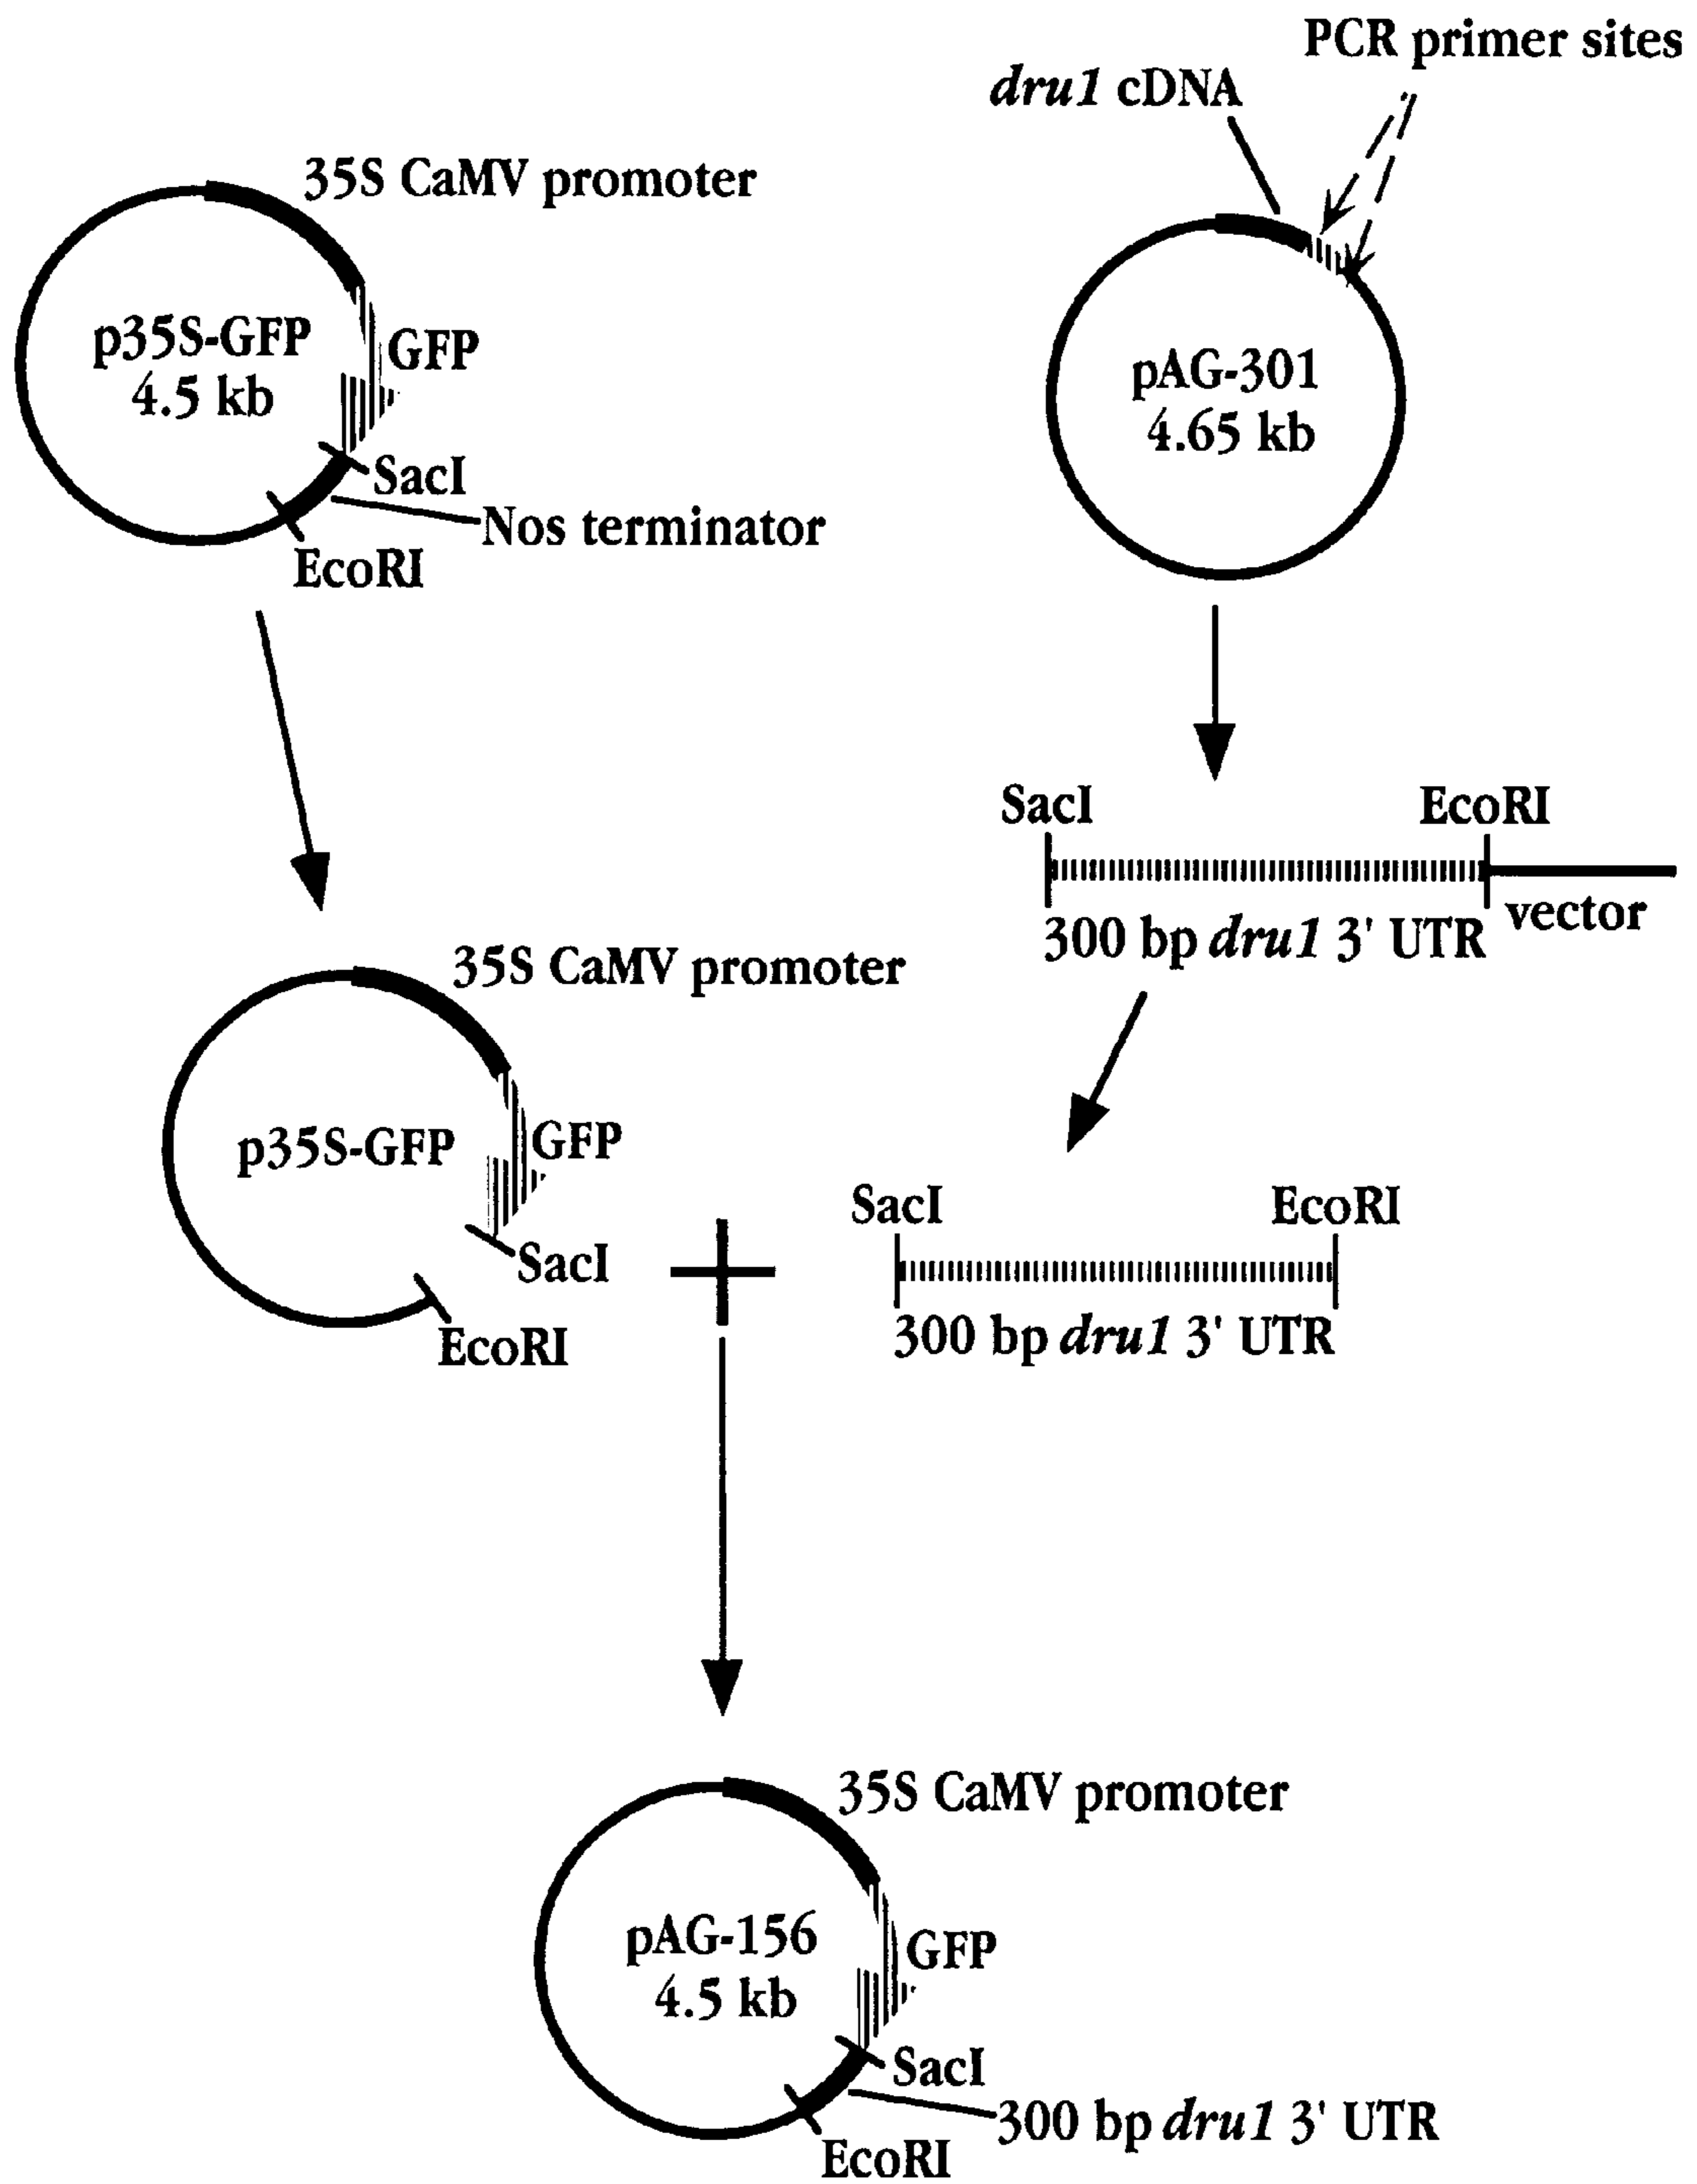 PCR primer sites
dru1 cDNA
35S CaMV promoter
p35S-GFP
4.5 kb
GFP
SacI
Nos terminator
EcoRI
pAG-301
4.65 kb
SacI
EcoRI
300 bp dru1 3' UTR
vector
35S CaMV promoter
p35S-GFP
GFP
SacI
EcoRI
SacI
EcoRI
300 bp dru1 3' UTR
35S CaMV promoter
pAG-156
4.5 kb
GFP
SacI
300 bp dru1 3' UTR
EcoRI